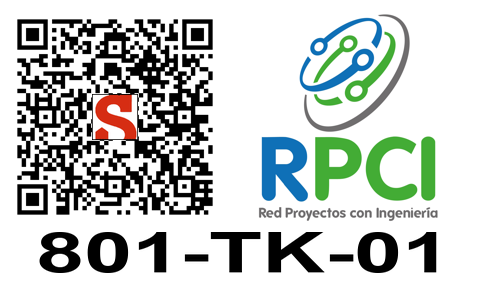 S
RPCI
Red Proyectos con Ingeniería
801-TK-01